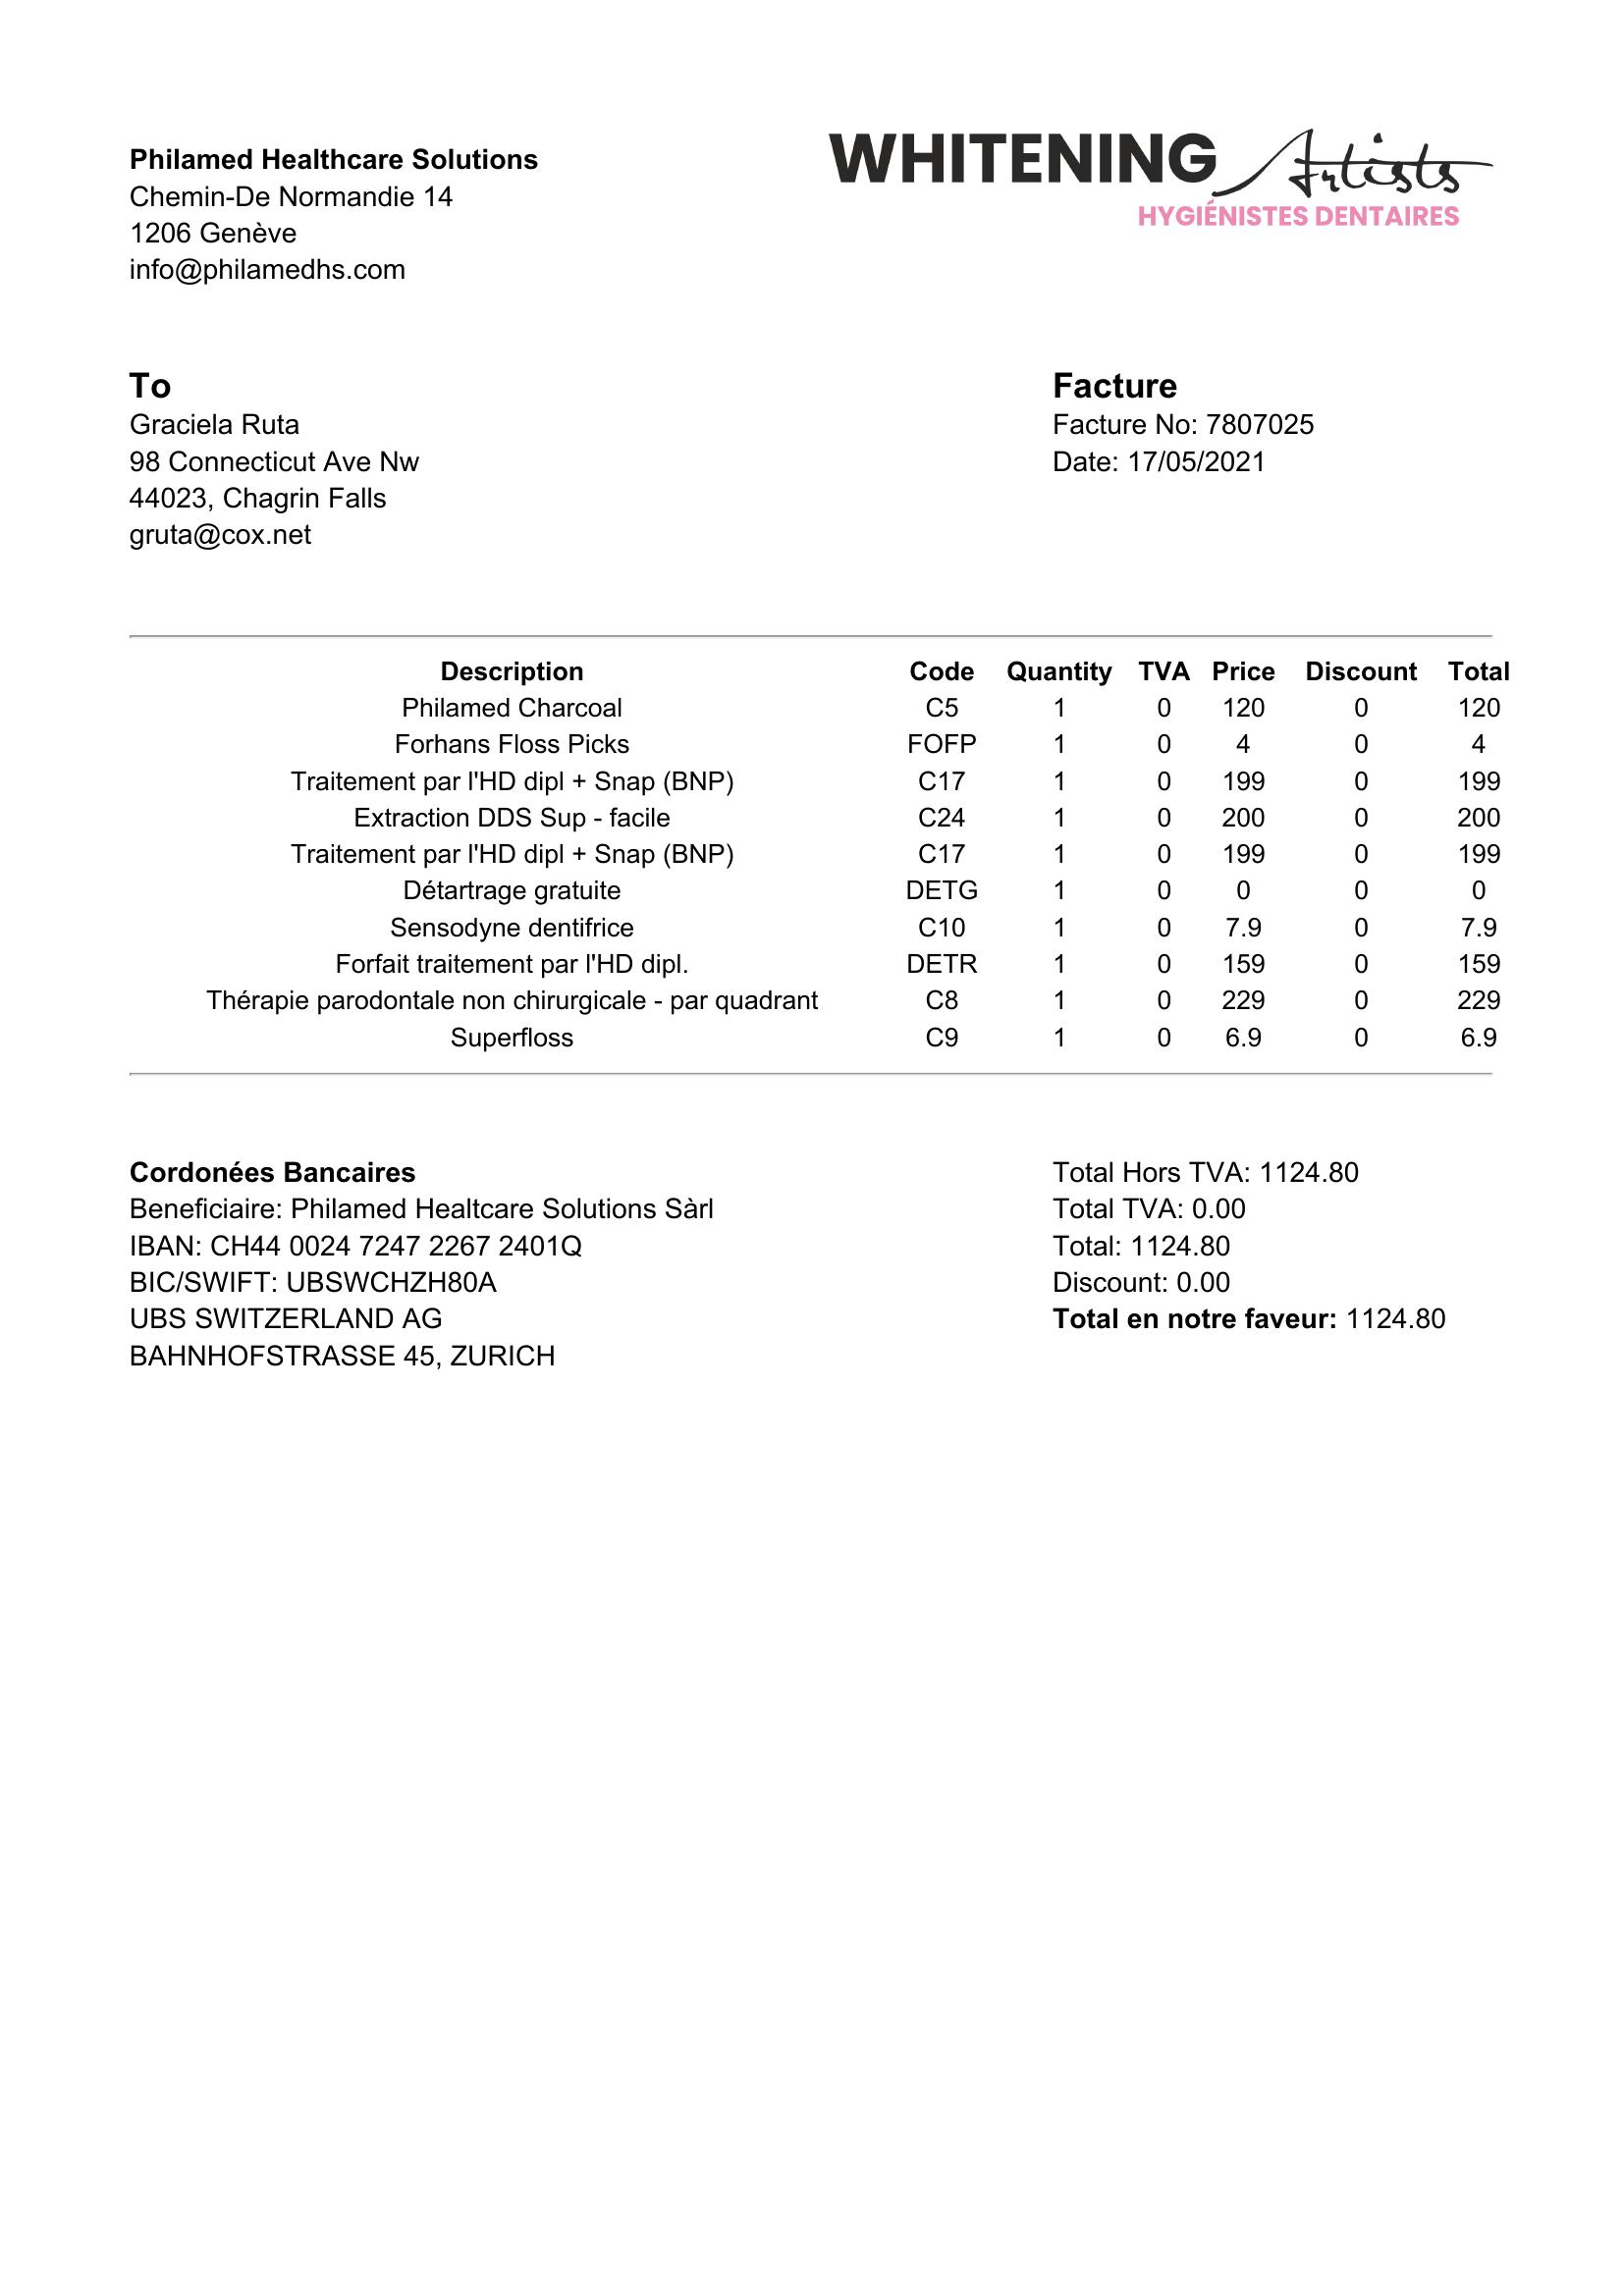 Philamed Healthcare Solutions
Chemin-De Normandie 14
1206 Genève
info@philamedhs.com
WHITENING Artists
HYGIÉNISTES DENTAIRES
To
Graciela Ruta
98 Connecticut Ave Nw
44023, Chagrin Falls
gruta@cox.net
Facture
Facture No: 7807025
Date: 17/05/2021
Description Code Quantity TVA Price Discount Total
Philamed Charcoal C5 1 0 120 0 120
Forhans Floss Picks FOFP 1 0 4 0 4
Traitement par l'HD dipl + Snap (BNP) C17 1 0 199 0 199
Extraction DDS Sup - facile C24 1 0 200 0 200
Traitement par l'HD dipl + Snap (BNP) C17 1 0 199 0 199
Détartrage gratuite DETG 1 0 0 0 0
Sensodyne dentifrice C10 1 0 7.9 0 7.9
Forfait traitement par l'HD dipl. DETR 1 0 159 0 159
Thérapie parodontale non chirurgicale - par quadrant C8 1 0 229 0 229
Superfloss C9 1 0 6.9 0 6.9
Cordonées Bancaires
Beneficiaire: Philamed Healtcare Solutions Sàrl
IBAN: CH44 0024 7247 2267 2401Q
BIC/SWIFT: UBSWCHZH80A
UBS SWITZERLAND AG
BAHNHOFSTRASSE 45, ZURICH
Total Hors TVA: 1124.80
Total TVA: 0.00
Total: 1124.80
Discount: 0.00
Total en notre faveur: 1124.80